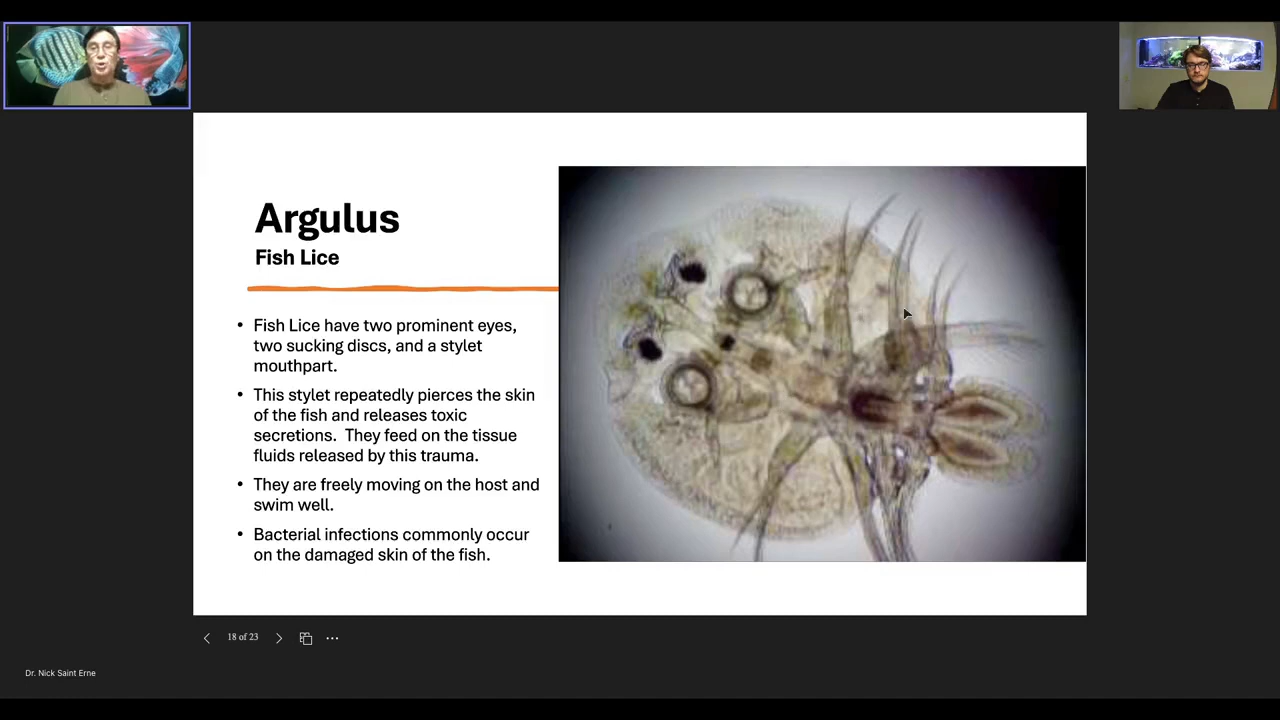 Argulus
Fish Lice
• Fish Lice have two prominent eyes,
two sucking discs, and a stylet
mouthpart.
• This stylet repeatedly pierces the skin
of the fish and releases toxic
secretions.  They feed on the tissue
fluids released by this trauma.
• They are freely moving on the host and
swim well.
• Bacterial infections commonly occur
on the damaged skin of the fish.
18 of 23
Dr. Nick Saint Erne